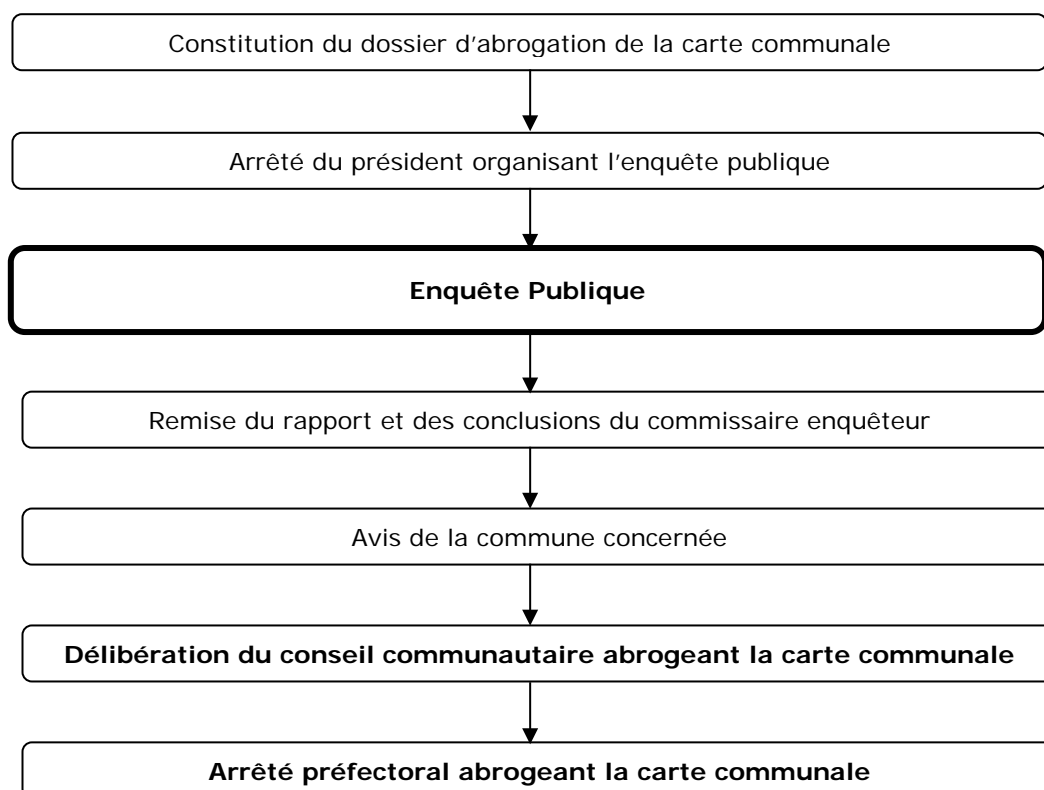 Constitution du dossier d’abrogation de la carte communale
Arrêté du président organisant l’enquête publique
Enquête Publique
Remise du rapport et des conclusions du commissaire enquêteur
Avis de la commune concernée
Délibération du conseil communautaire abrogeant la carte communale
Arrêté préfectoral abrogeant la carte communale